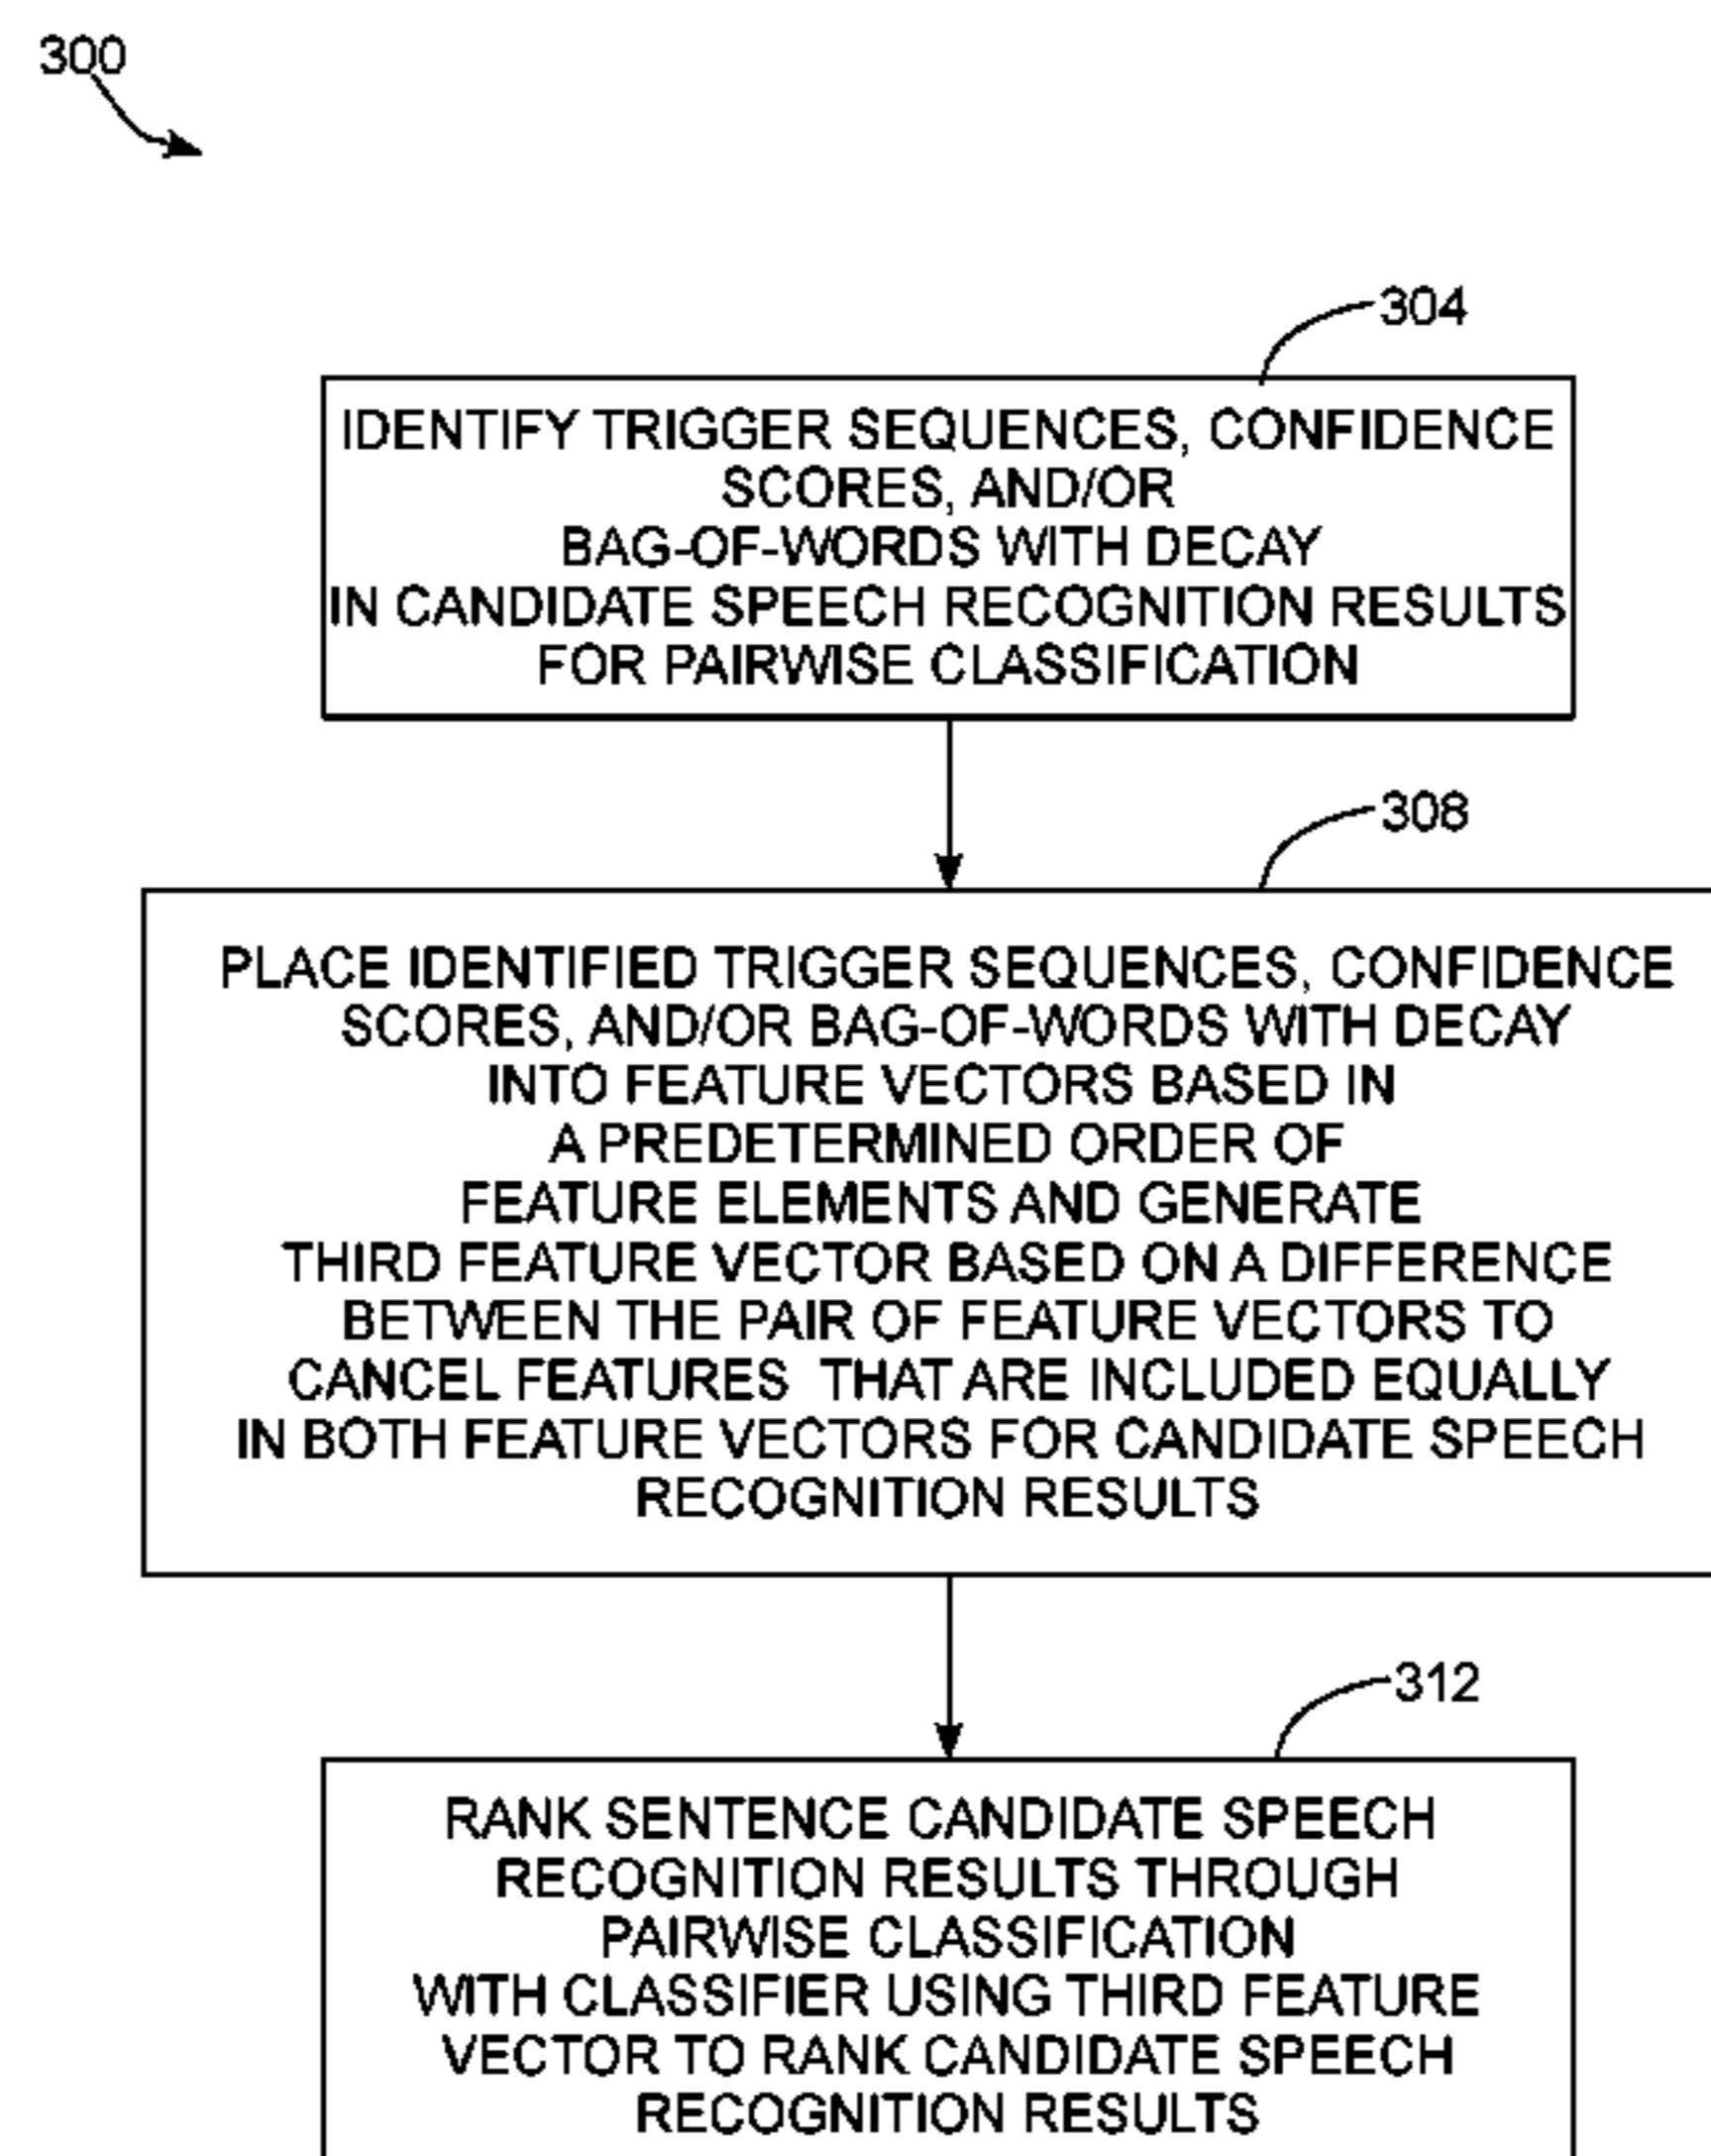 300
304
IDENTIFY TRIGGER SEQUENCES, CONFIDENCE
SCORES, AND/OR
BAG-OF-WORDS WITH DECAY
IN CANDIDATE SPEECH RECOGNITION RESULTS
FOR PAIRWISE CLASSIFICATION
308
PLACE IDENTIFIED TRIGGER SEQUENCES, CONFIDENCE
SCORES, AND/OR BAG-OF-WORDS WITH DECAY
INTO FEATURE VECTORS BASED IN
A PREDETERMINED ORDER OF
FEATURE ELEMENTS AND GENERATE
THIRD FEATURE VECTOR BASED ON A DIFFERENCE
BETWEEN THE PAIR OF FEATURE VECTORS TO
CANCEL FEATURES THAT ARE INCLUDED EQUALLY
IN BOTH FEATURE VECTORS FOR CANDIDATE SPEECH
RECOGNITION RESULTS
312
RANK SENTENCE CANDIDATE SPEECH
RECOGNITION RESULTS THROUGH
PAIRWISE CLASSIFICATION
WITH CLASSIFIER USING THIRD FEATURE
VECTOR TO RANK CANDIDATE SPEECH
RECOGNITION RESULTS